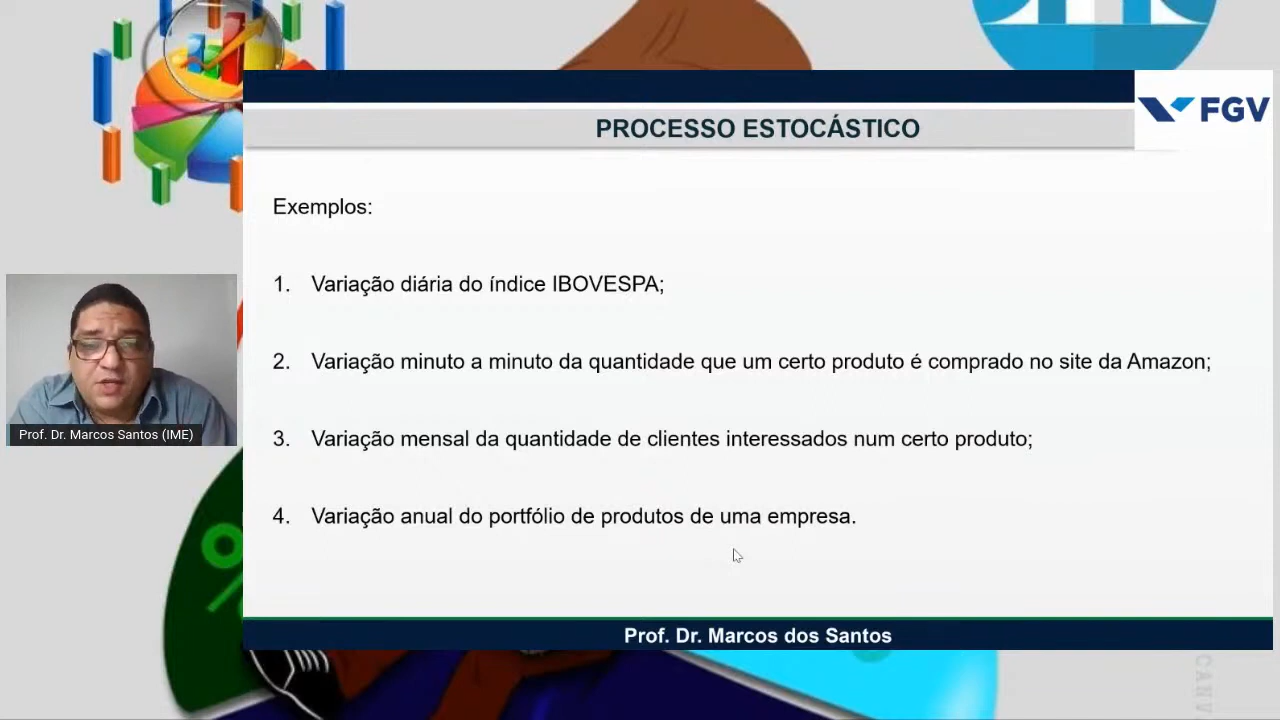 FGV
PROCESSO ESTOCÁSTICO
Exemplos:
1. Variação diária do índice IBOVESPA;
2. Variação minuto a minuto da quantidade que um certo produto é comprado no site da Amazon;
3. Variação mensal da quantidade de clientes interessados num certo produto;
4. Variação anual do portfólio de produtos de uma empresa.
Prof. Dr. Marcos Santos (IME)
%
Prof. Dr. Marcos dos Santos
CANV